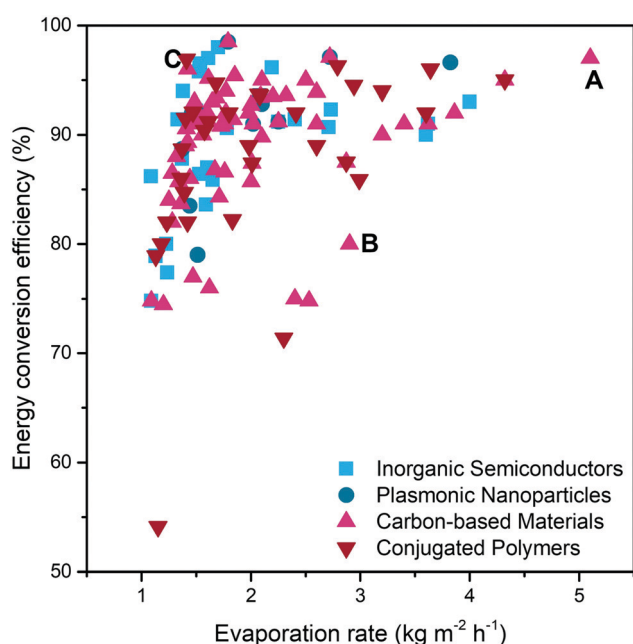 100
90
80
70
60
50
Energy conversion efficiency (%)
C
A
B
Inorganic Semiconductors
Plasmonic Nanoparticles
Carbon-based Materials
Conjugated Polymers
1 2 3 4 5
Evaporation rate (kg m⁻² h⁻¹)